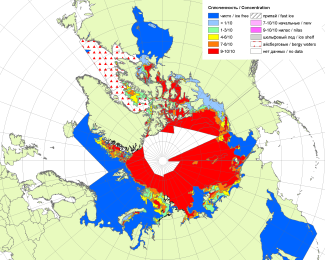 Сплоченность / Concentration
чисто / ice free
< 1/10
1-3/10
4-6/10
7-8/10
9-10/10
припай / fast ice
7-10/10 начальные / new
9-10/10 нилас / nilas
шельфовый лед / ice shelf
айсберговые / bergy waters
нет данных / no data